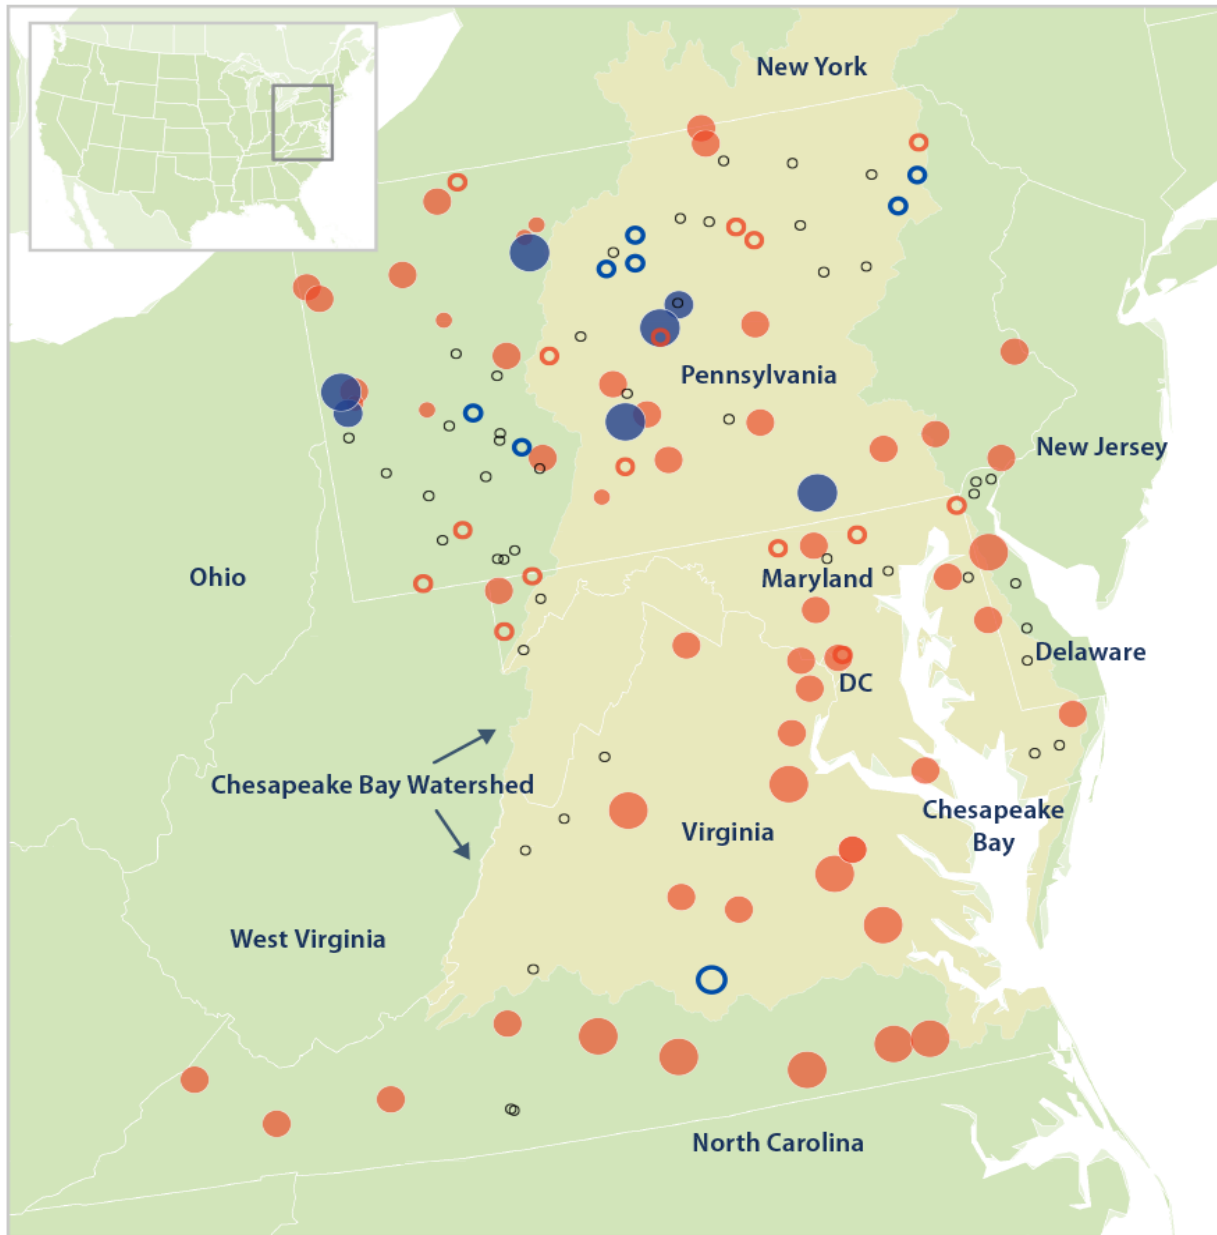 New York
Pennsylvania
New Jersey
Ohio
Maryland
Delaware
DC
Chesapeake Bay Watershed
Chesapeake
Bay
Virginia
West Virginia
North Carolina